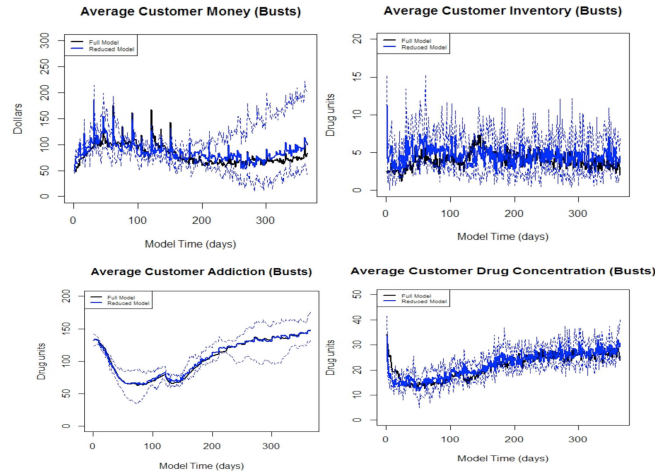 Average Customer Money (Busts)
Full Model
Reduced Model
Dollars
300
250
200
150
100
50
0
0 100 200 300
Model Time (days)
Average Customer Inventory (Busts)
Full Model
Reduced Model
Drug units
20
15
10
5
0
0 100 200 300
Model Time (days)
Average Customer Addiction (Busts)
Full Model
Reduced Model
Drug units
200
150
100
50
0
0 100 200 300
Model Time (days)
Average Customer Drug Concentration (Busts)
Full Model
Reduced Model
Drug units
50
40
30
20
10
0
0 100 200 300
Model Time (days)